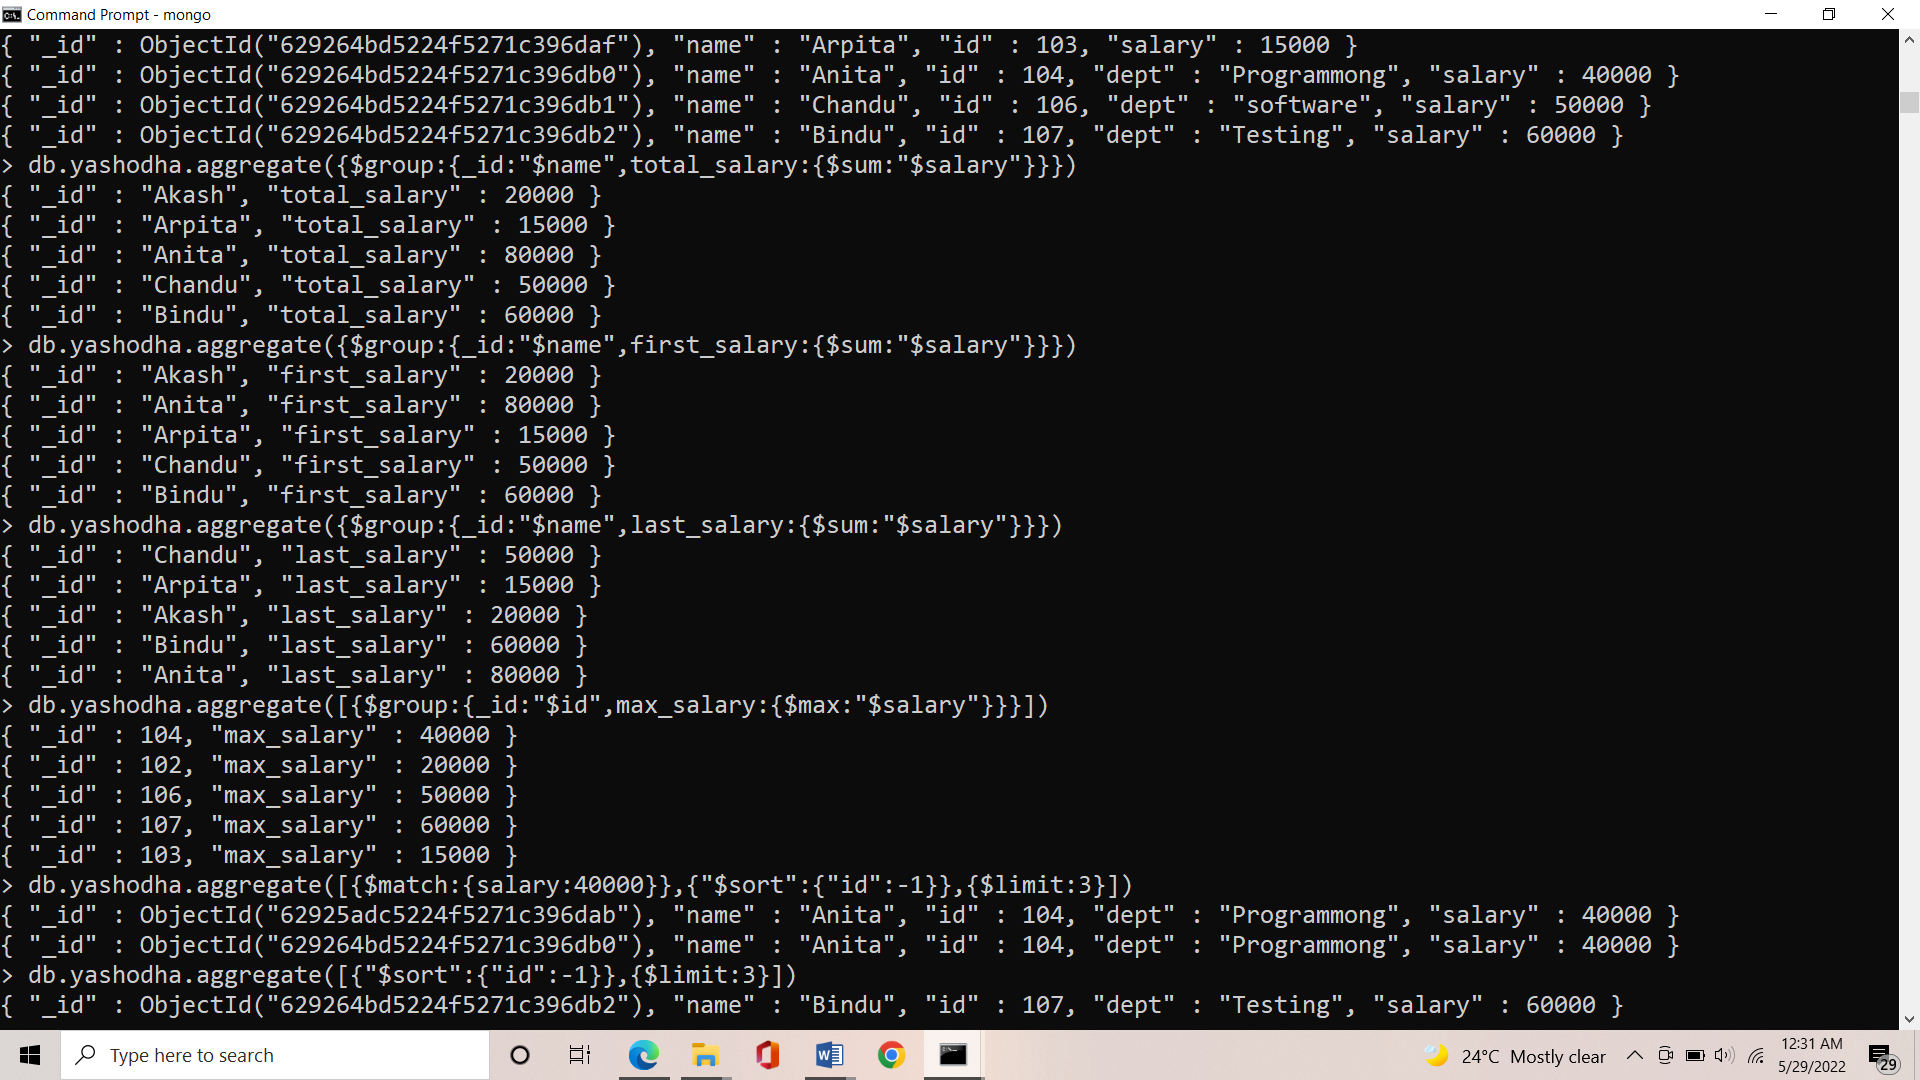 Command Prompt - mongo
{ "_id" : ObjectId("629264bd5224f5271c396daf"), "name" : "Arpita", "id" : 103, "salary" : 15000 }
{ "_id" : ObjectId("629264bd5224f5271c396db0"), "name" : "Anita", "id" : 104, "dept" : "Programmong", "salary" : 40000 }
{ "_id" : ObjectId("629264bd5224f5271c396db1"), "name" : "Chandu", "id" : 106, "dept" : "software", "salary" : 50000 }
{ "_id" : ObjectId("629264bd5224f5271c396db2"), "name" : "Bindu", "id" : 107, "dept" : "Testing", "salary" : 60000 }
> db.yashodha.aggregate({$group:{_id:"$name",total_salary:{$sum:"$salary"}}})
{ "_id" : "Akash", "total_salary" : 20000 }
{ "_id" : "Arpita", "total_salary" : 15000 }
{ "_id" : "Anita", "total_salary" : 80000 }
{ "_id" : "Chandu", "total_salary" : 50000 }
{ "_id" : "Bindu", "total_salary" : 60000 }
> db.yashodha.aggregate({$group:{_id:"$name",first_salary:{$sum:"$salary"}}})
{ "_id" : "Akash", "first_salary" : 20000 }
{ "_id" : "Anita", "first_salary" : 80000 }
{ "_id" : "Arpita", "first_salary" : 15000 }
{ "_id" : "Chandu", "first_salary" : 50000 }
{ "_id" : "Bindu", "first_salary" : 60000 }
> db.yashodha.aggregate({$group:{_id:"$name",last_salary:{$sum:"$salary"}}})
{ "_id" : "Chandu", "last_salary" : 50000 }
{ "_id" : "Arpita", "last_salary" : 15000 }
{ "_id" : "Akash", "last_salary" : 20000 }
{ "_id" : "Bindu", "last_salary" : 60000 }
{ "_id" : "Anita", "last_salary" : 80000 }
> db.yashodha.aggregate([{$group:{_id:"$id",max_salary:{$max:"$salary"}}}])
{ "_id" : 104, "max_salary" : 40000 }
{ "_id" : 102, "max_salary" : 20000 }
{ "_id" : 106, "max_salary" : 50000 }
{ "_id" : 107, "max_salary" : 60000 }
{ "_id" : 103, "max_salary" : 15000 }
> db.yashodha.aggregate([{$match:{salary:40000}},{"$sort":{"id":-1}},{$limit:3}])
{ "_id" : ObjectId("62925adc5224f5271c396dab"), "name" : "Anita", "id" : 104, "dept" : "Programmong", "salary" : 40000 }
{ "_id" : ObjectId("629264bd5224f5271c396db0"), "name" : "Anita", "id" : 104, "dept" : "Programmong", "salary" : 40000 }
> db.yashodha.aggregate([{"$sort":{"id":-1}},{$limit:3}])
{ "_id" : ObjectId("629264bd5224f5271c396db2"), "name" : "Bindu", "id" : 107, "dept" : "Testing", "salary" : 60000 }
Type here to search
24°C Mostly clear
12:31 AM
5/29/2022
29